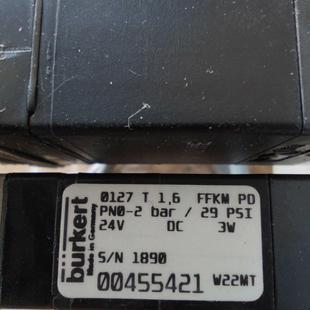 burkert
Made in Germany
0127 T 1,6 FFKM PD
PN0-2 bar / 29 PSI
24V DC 3W
S/N 1890
00455421 W22MT